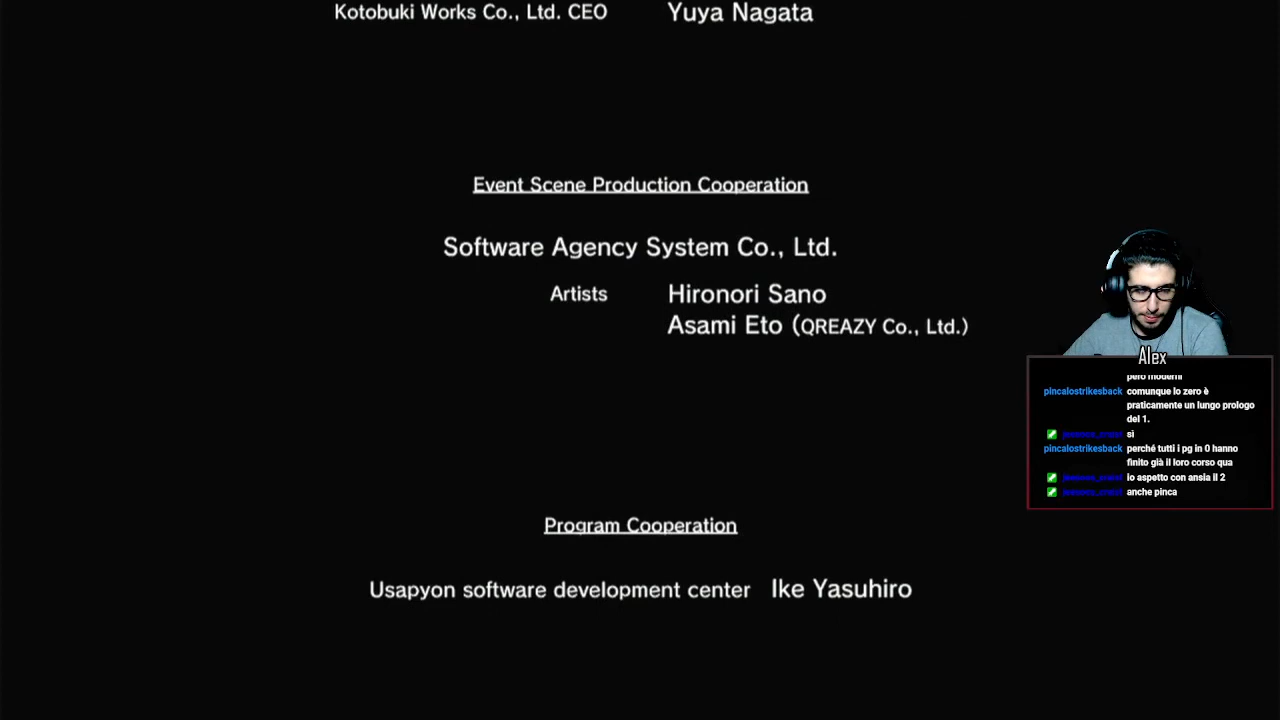 Kotobuki Works Co., Ltd. CEO Yuya Nagata
Event Scene Production Cooperation
Software Agency System Co., Ltd.
Artists Hironori Sano
Asami Eto (QREAZY Co., Ltd.)
Program Cooperation
Usapyon software development center Ike Yasuhiro
Alex
però moderni
pincalostrikesback comunque lo zero è
praticamente un lungo prologo
del 1.
sì
pincalostrikesback perché tutti i pg in 0 hanno
finito già il loro corso qua
lo aspetto con ansia il 2
anche pinca